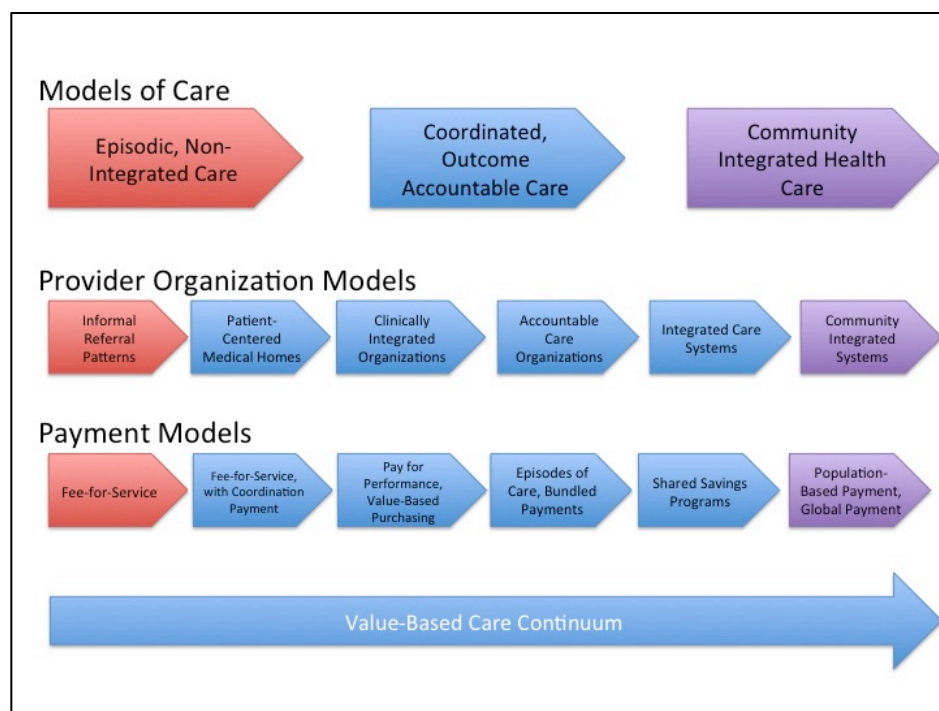 Models of Care
Episodic, Non-
Integrated Care
Coordinated,
Outcome
Accountable Care
Community
Integrated Health
Care
Provider Organization Models
Informal
Referral
Patterns
Patient-
Centered
Medical Homes
Clinically
Integrated
Organizations
Accountable
Care
Organizations
Integrated Care
Systems
Community
Integrated
Systems
Payment Models
Fee-for-Service
Fee-for-Service,
with Coordination
Payment
Pay for
Performance,
Value-Based
Purchasing
Episodes of
Care, Bundled
Payments
Shared Savings
Programs
Population-
Based Payment,
Global Payment
Value-Based Care Continuum